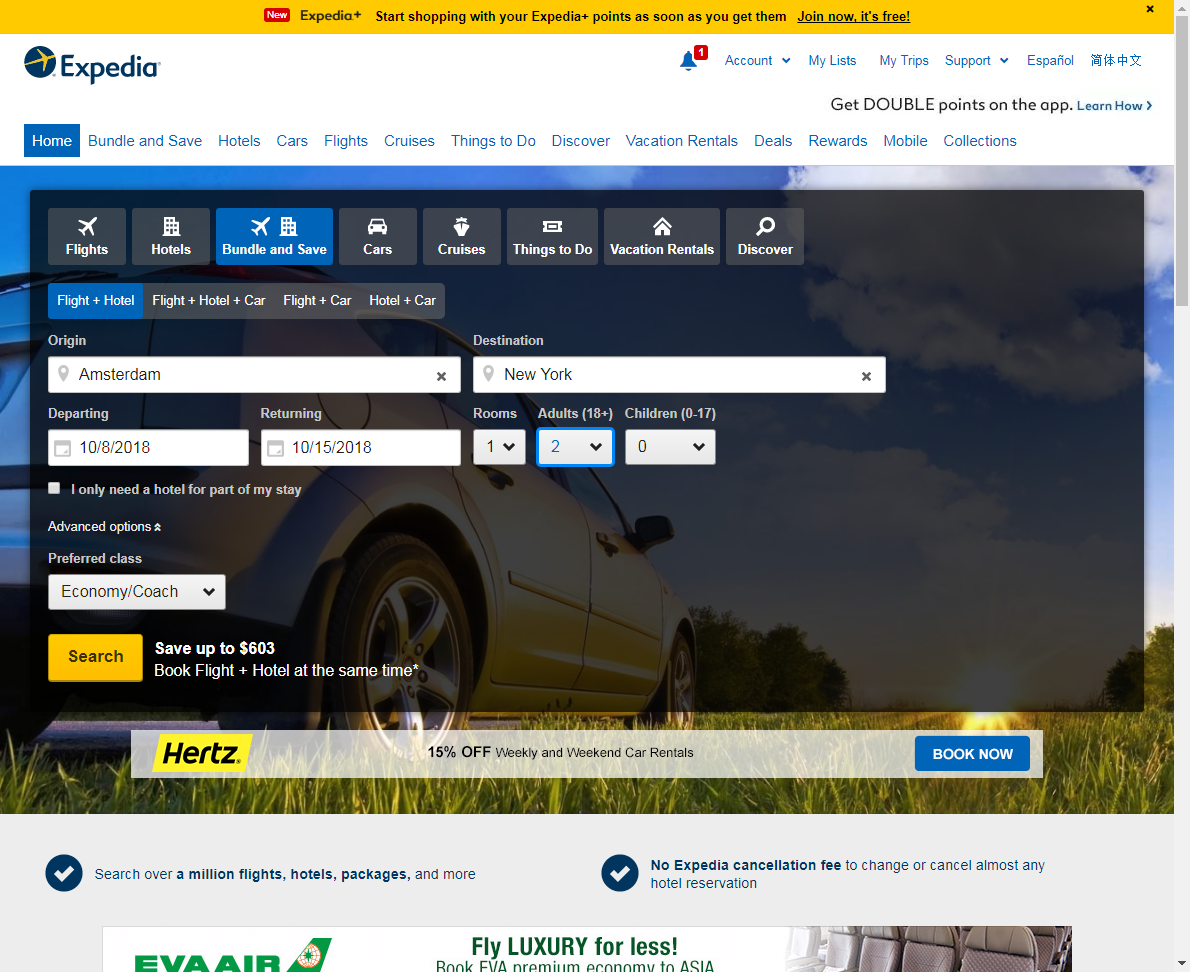 New Expedia+ Start shopping with your Expedia+ points as soon as you get them Join now, it's free!
Expedia
1 Account My Lists My Trips Support Español 简体中文
Get DOUBLE points on the app. Learn How
Home Bundle and Save Hotels Cars Flights Cruises Things to Do Discover Vacation Rentals Deals Rewards Mobile Collections
Flights Hotels Bundle and Save Cars Cruises Things to Do Vacation Rentals Discover
Flight + Hotel Flight + Hotel + Car Flight + Car Hotel + Car
Origin Destination
Amsterdam New York
Departing Returning Rooms Adults (18+) Children (0-17)
10/8/2018 10/15/2018 1 2 0
I only need a hotel for part of my stay
Advanced options
Preferred class
Economy/Coach
Search Save up to $603
Book Flight + Hotel at the same time*
Hertz. 15% OFF Weekly and Weekend Car Rentals BOOK NOW
Search over a million flights, hotels, packages, and more
No Expedia cancellation fee to change or cancel almost any
hotel reservation
EVA AIR Fly LUXURY for less!
Book EVA premium economy to ASIA